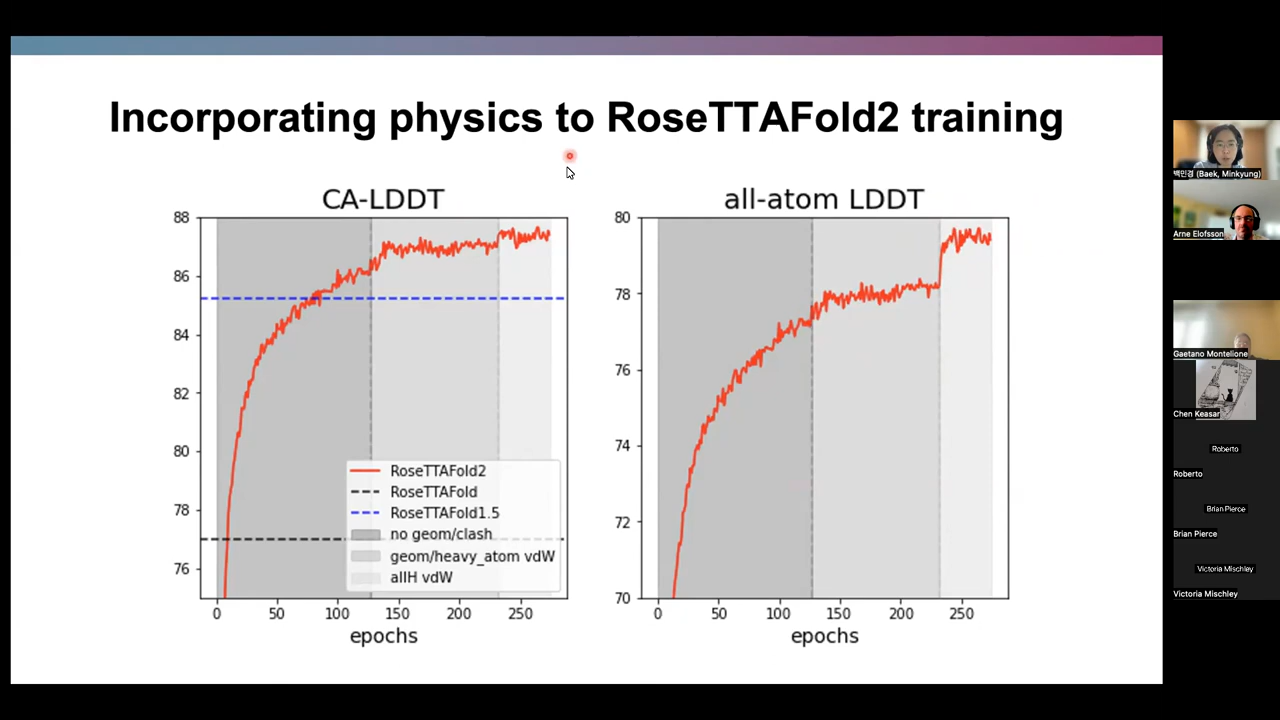 Incorporating physics to RoseTTAFold2 training
CA-LDDT
88
86
84
82
80
78
76
0
50
100
150
200
250
epochs
RoseTTAFold2
RoseTTAFold
RoseTTAFold1.5
no geom/clash
geom/heavy_atom vdW
allH vdW
all-atom LDDT
80
78
76
74
72
70
0
50
100
150
200
250
epochs
백민경 (Baek, Minkyung)
Arne Elofsson
Gaetano Montelione
Chen Keasar
Roberto
Roberto
Brian Pierce
Brian Pierce
Victoria Mischley
Victoria Mischley